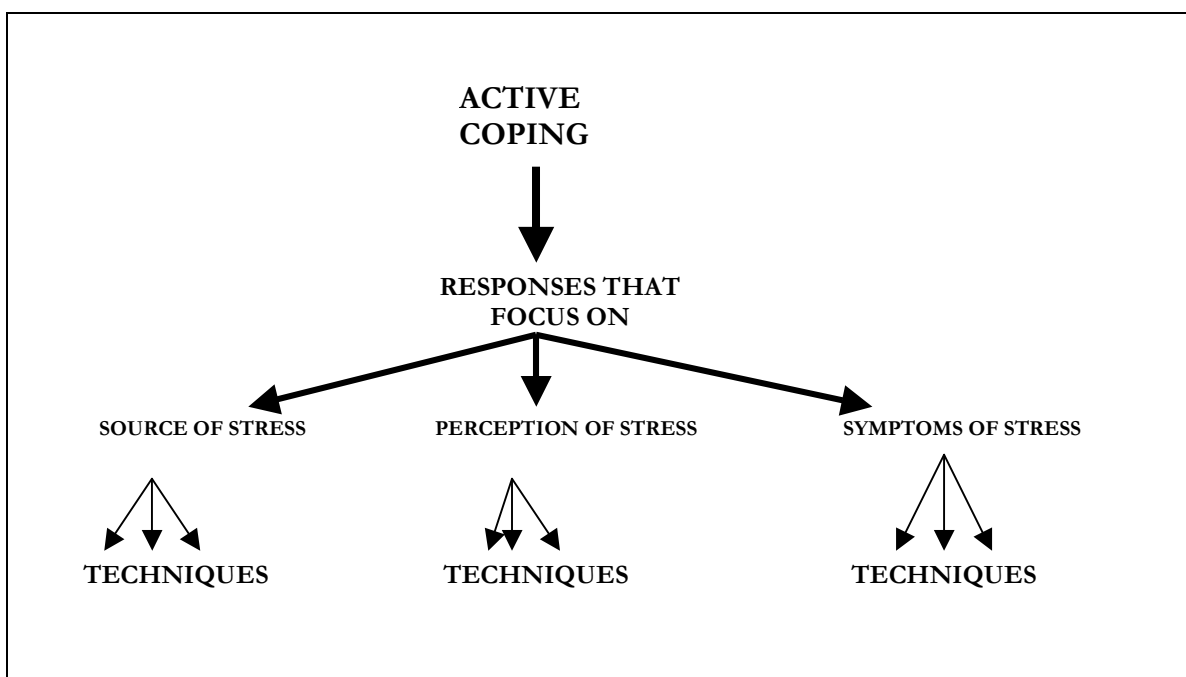 ACTIVE
COPING
RESPONSES THAT
FOCUS ON
SOURCE OF STRESS
PERCEPTION OF STRESS
SYMPTOMS OF STRESS
TECHNIQUES
TECHNIQUES
TECHNIQUES